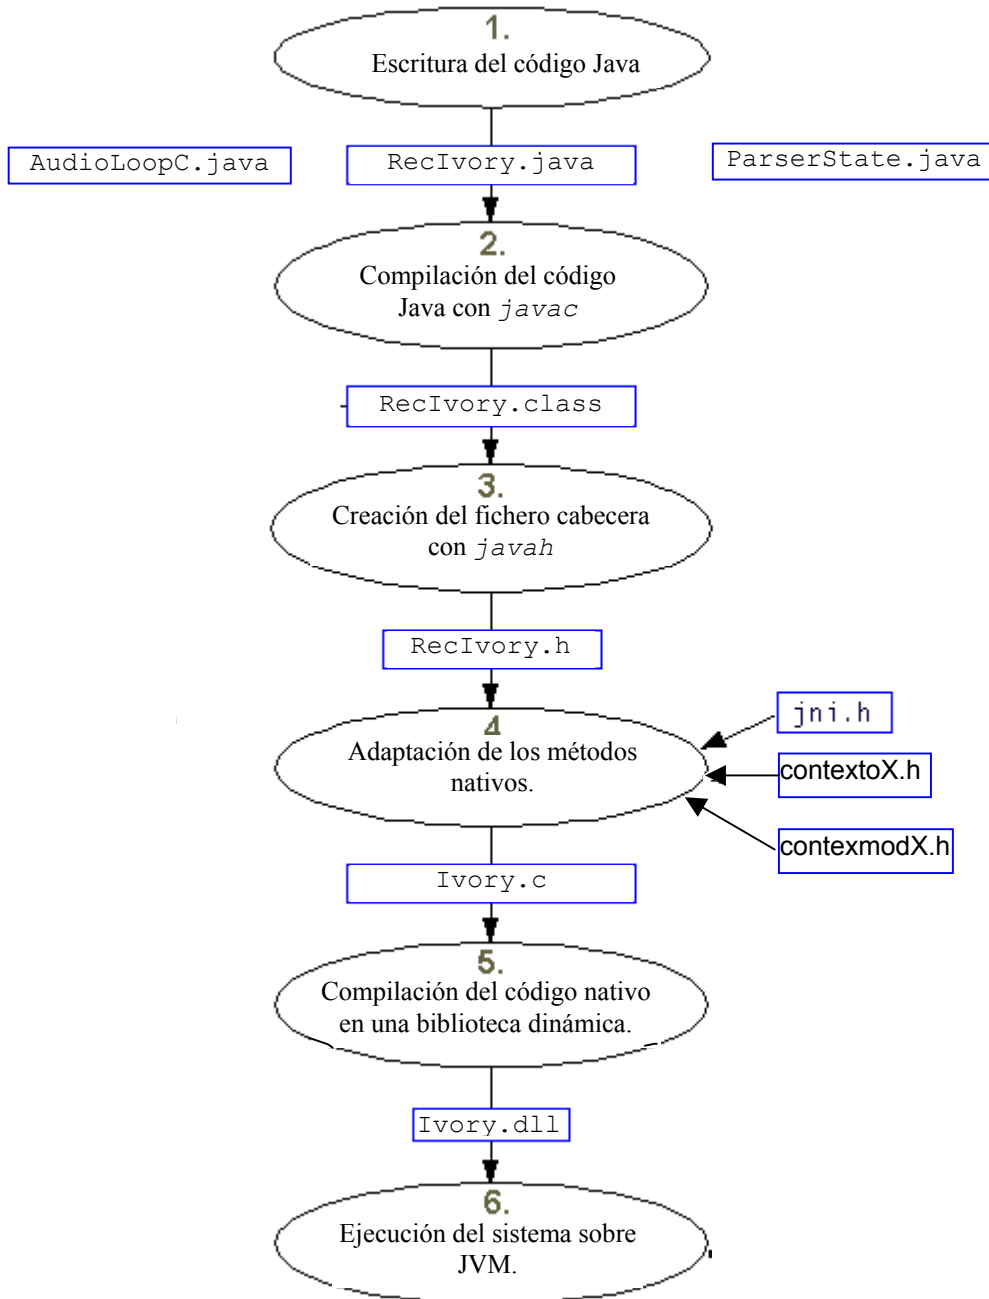 1.
Escritura del código Java
AudioLoopC.java
RecIvory.java
ParserState.java
2.
Compilación del código
Java con javac
RecIvory.class
3.
Creación del fichero cabecera
con javah
RecIvory.h
4
Adaptación de los métodos
nativos.
jni.h
contextoX.h
contexmodX.h
Ivory.c
5.
Compilación del código nativo
en una biblioteca dinámica.
Ivory.dll
6.
Ejecución del sistema sobre
JVM.